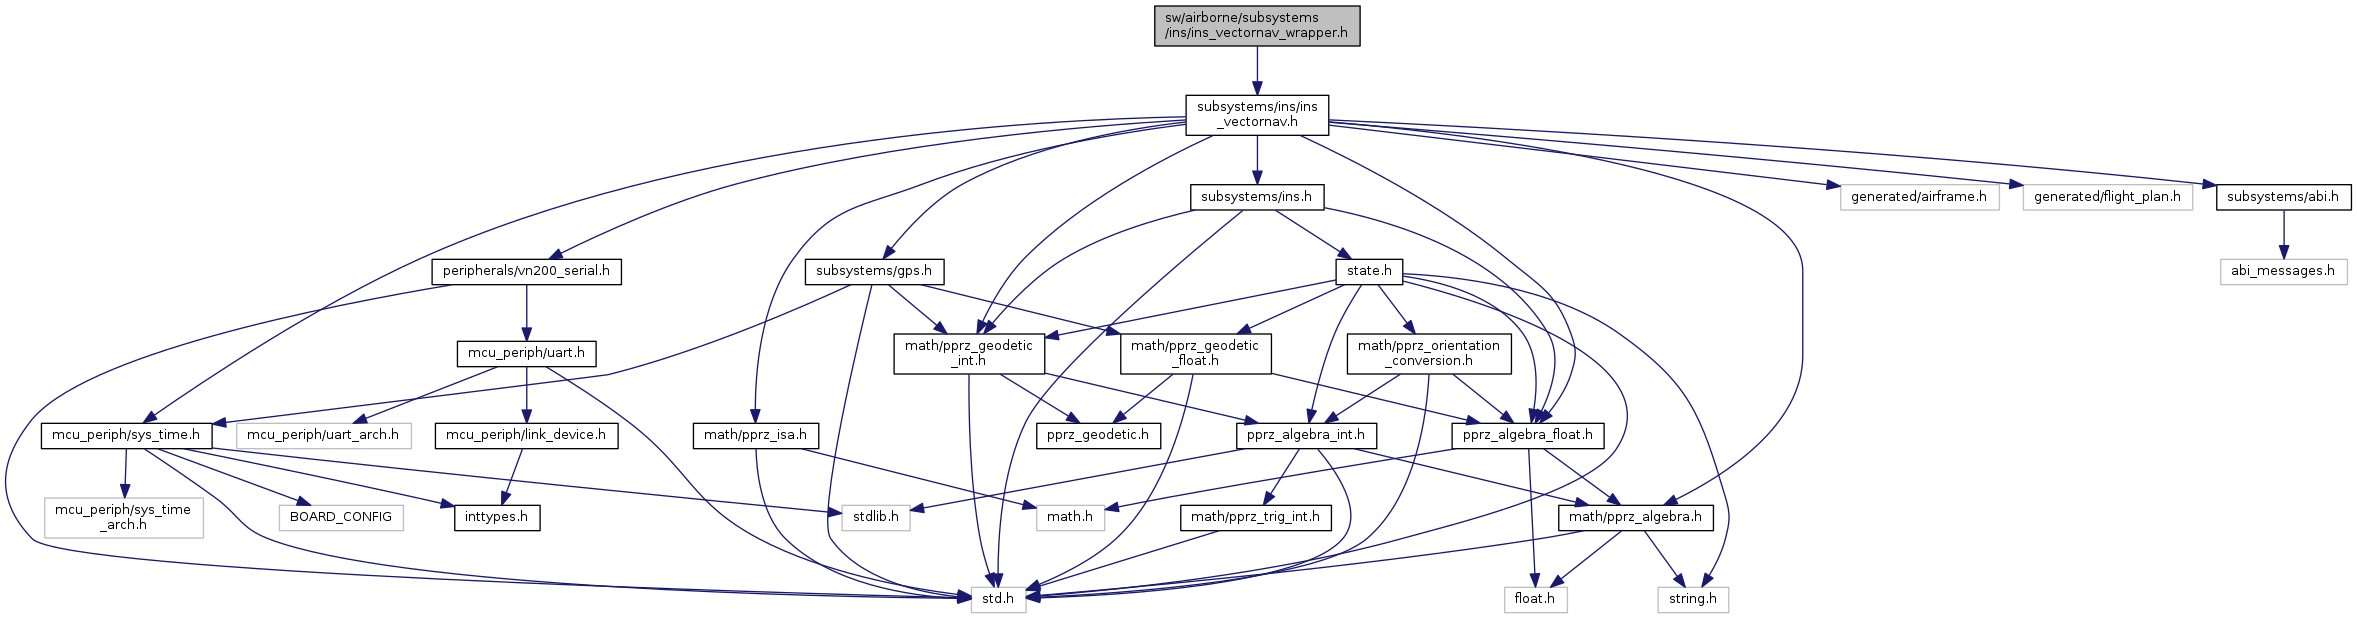 sw/airborne/subsystems
/ins/ins_vectornav_wrapper.h
subsystems/ins/ins
_vectornav.h
subsystems/ins.h
generated/airframe.h
generated/flight_plan.h
subsystems/abi.h
peripherals/vn200_serial.h
subsystems/gps.h
state.h
abi_messages.h
mcu_periph/uart.h
math/pprz_geodetic
_int.h
math/pprz_geodetic
_float.h
math/pprz_orientation
_conversion.h
mcu_periph/sys_time.h
mcu_periph/uart_arch.h
mcu_periph/link_device.h
math/pprz_isa.h
pprz_geodetic.h
pprz_algebra_int.h
pprz_algebra_float.h
mcu_periph/sys_time
_arch.h
BOARD_CONFIG
inttypes.h
stdlib.h
math.h
math/pprz_trig_int.h
math/pprz_algebra.h
std.h
float.h
string.h